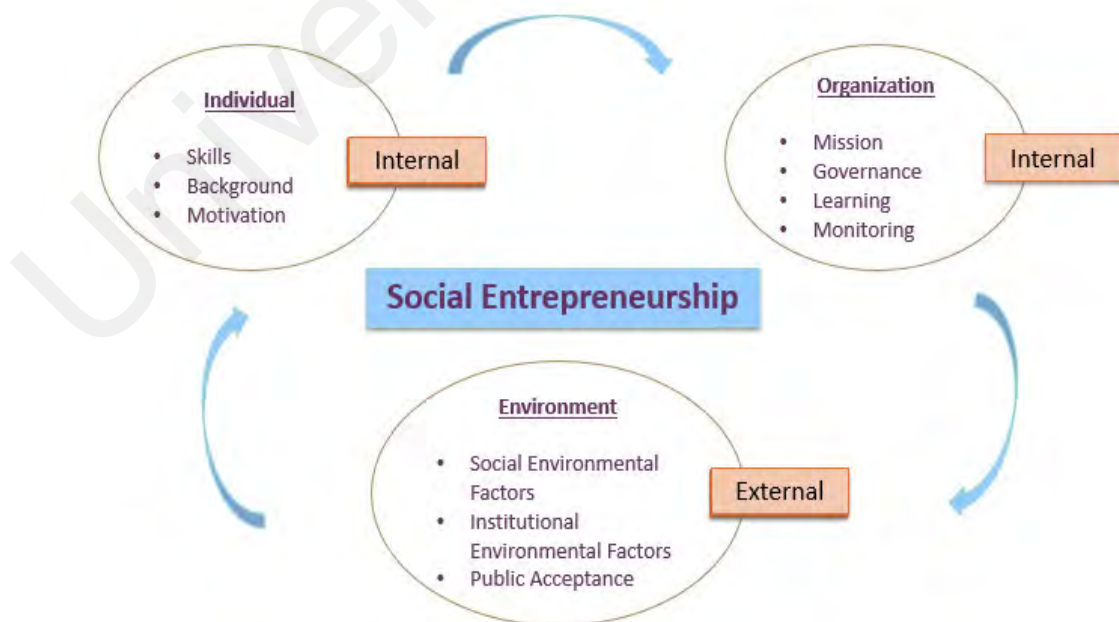 Univer
Individual
• Skills
• Background
• Motivation
Internal
Organization
• Mission
• Governance
• Learning
• Monitoring
Internal
Social Entrepreneurship
Environment
• Social Environmental
Factors
• Institutional
Environmental Factors
• Public Acceptance
External